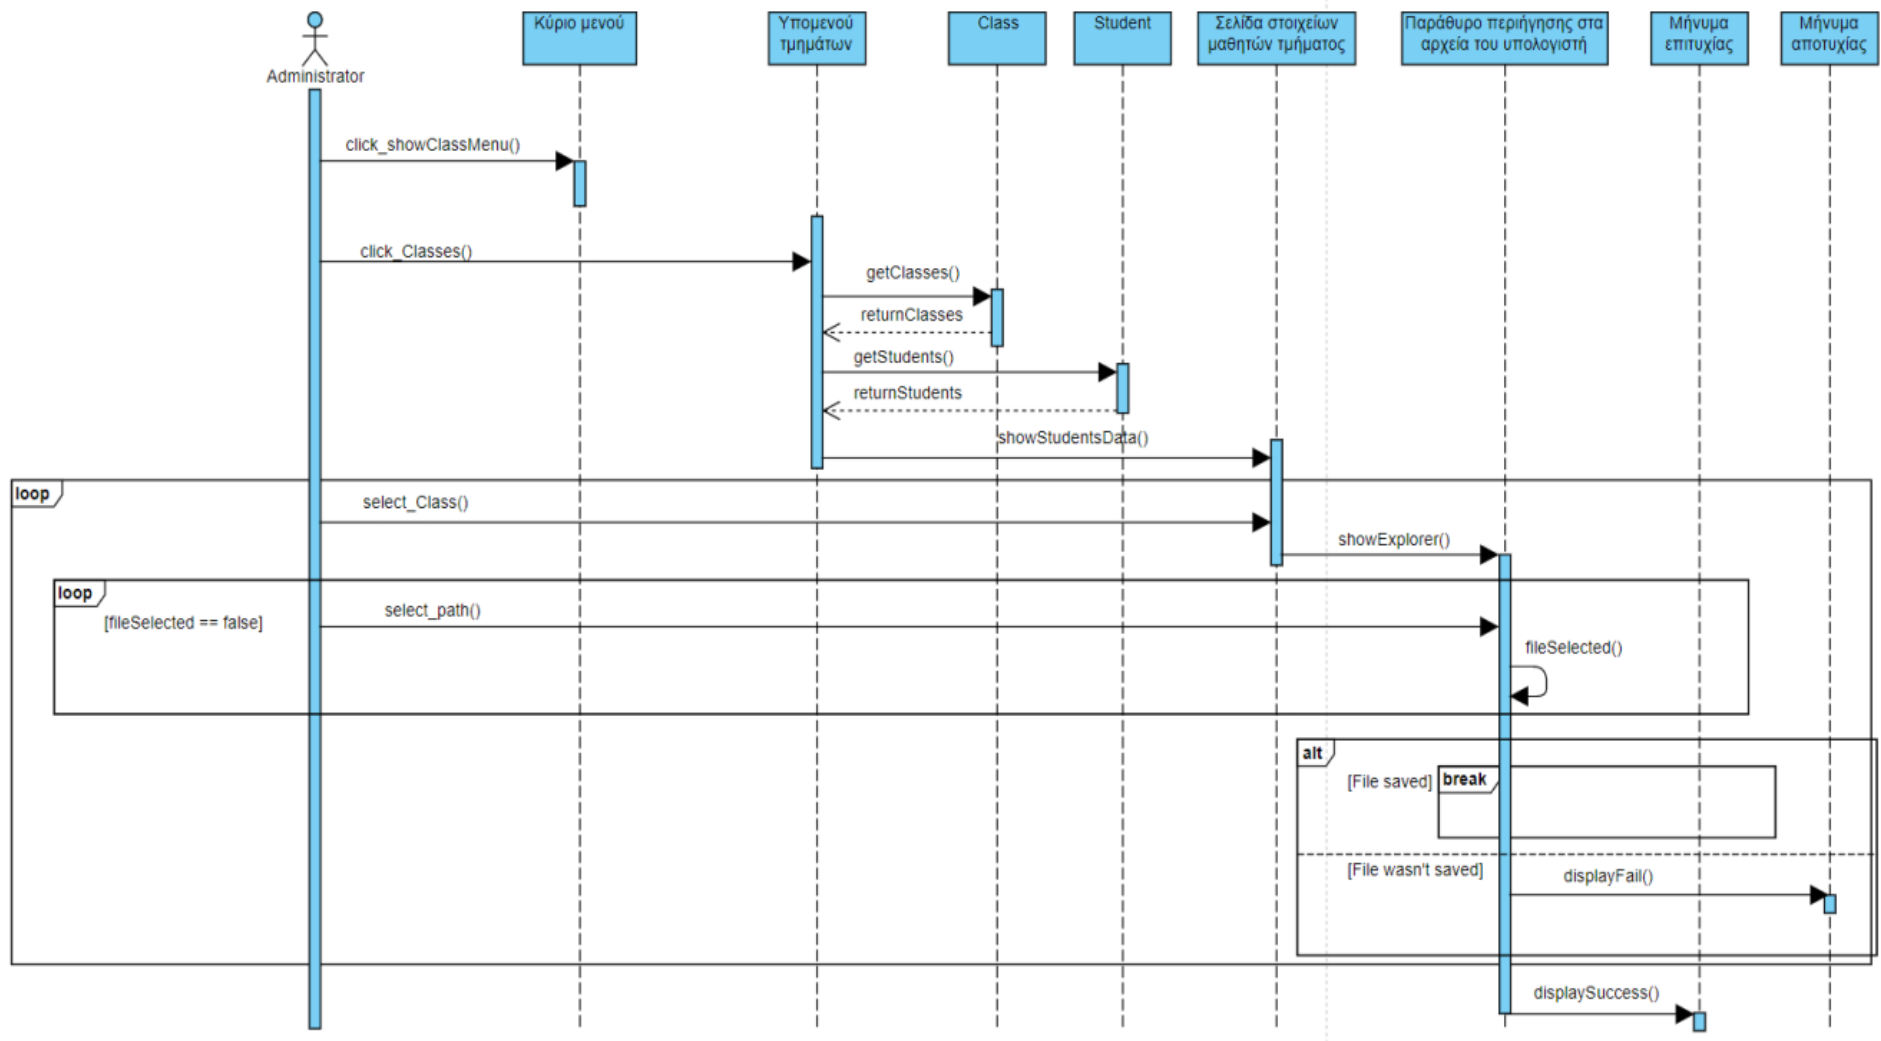 Administrator
Κύριο μενού
Υπομενού
τμημάτων
Class
Student
Σελίδα στοιχείων
μαθητών τμήματος
Παράθυρο περιήγησης στα
αρχεία του υπολογιστή
Μήνυμα
επιτυχίας
Μήνυμα
αποτυχίας
click_showClassMenu()
click_Classes()
getClasses()
returnClasses
getStudents()
returnStudents
showStudentsData()
loop
select_Class()
showExplorer()
loop
[fileSelected == false]
select_path()
fileSelected()
alt
[File saved]
break
[File wasn't saved]
displayFail()
displaySuccess()